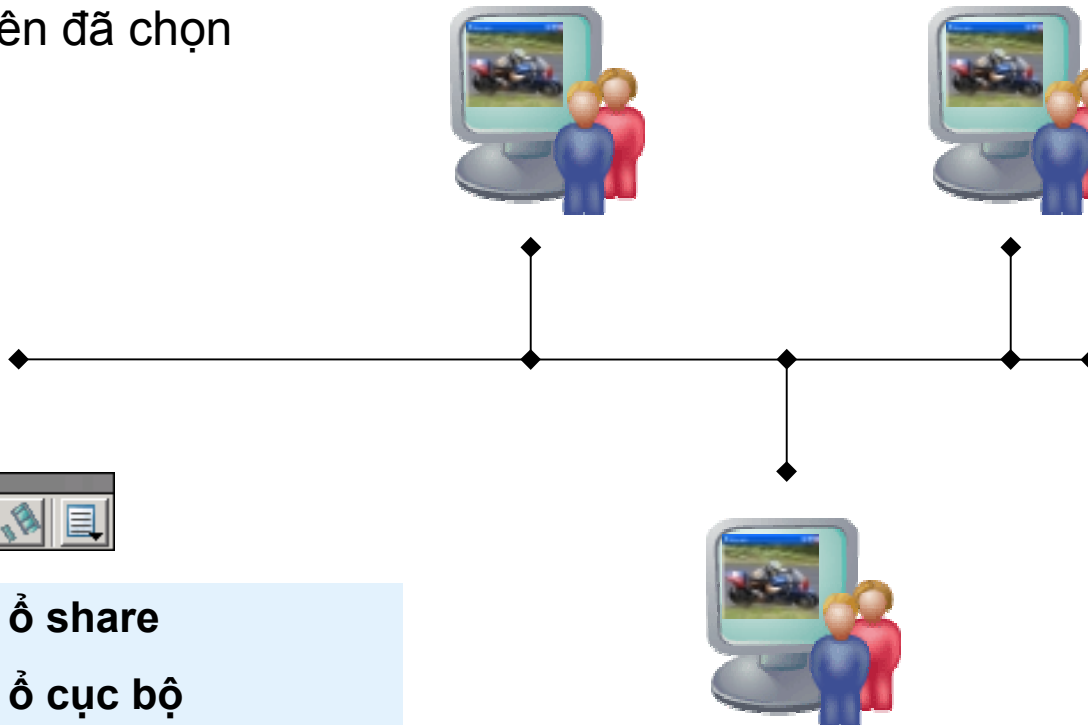 ên đã chọn
ổ share
ổ cục bộ